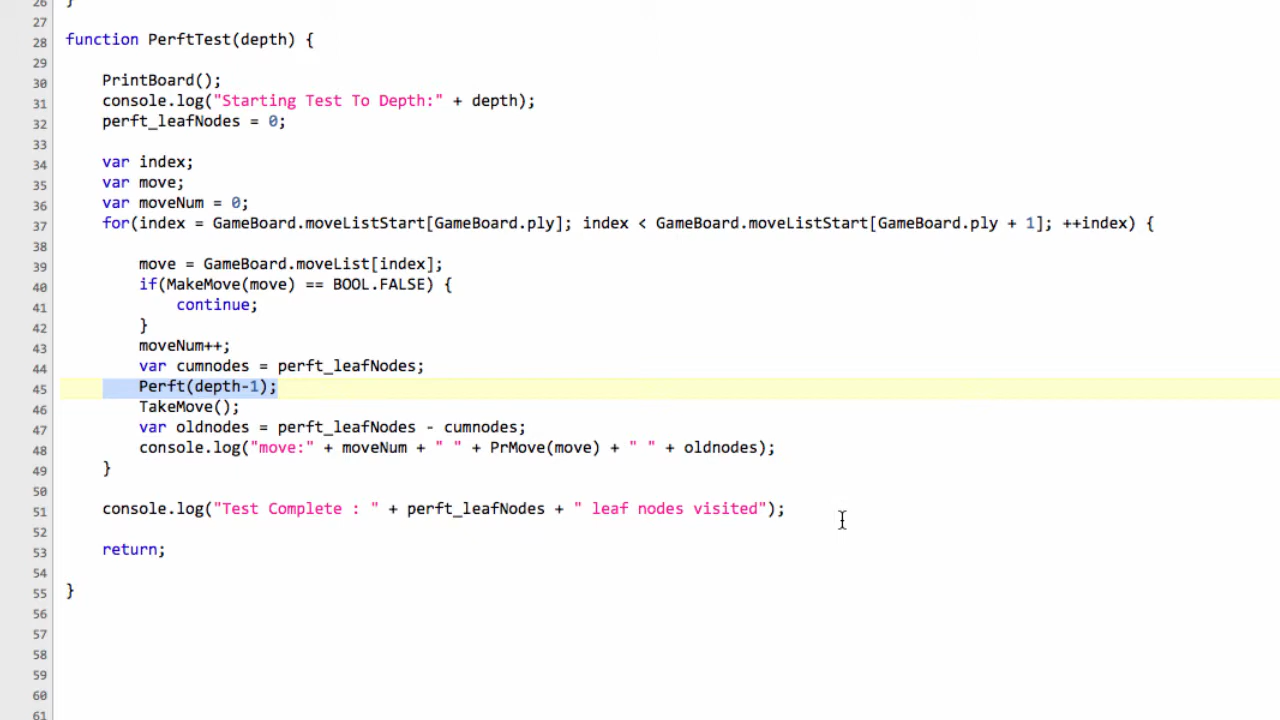 26 }
27
28 function PerftTest(depth) {
29
30 PrintBoard();
31 console.log("Starting Test To Depth:" + depth);
32 perft_leafNodes = 0;
33
34 var index;
35 var move;
36 var moveNum = 0;
37 for(index = GameBoard.moveListStart[GameBoard.ply]; index < GameBoard.moveListStart[GameBoard.ply + 1]; ++index) {
38
39 move = GameBoard.moveList[index];
40 if(MakeMove(move) == BOOL.FALSE) {
41 continue;
42 }
43 moveNum++;
44 var cumnodes = perft_leafNodes;
45 Perft(depth-1);
46 TakeMove();
47 var oldnodes = perft_leafNodes - cumnodes;
48 console.log("move:" + moveNum + " " + PrMove(move) + " " + oldnodes);
49 }
50
51 console.log("Test Complete : " + perft_leafNodes + " leaf nodes visited");
52
53 return;
54
55 }
56
57
58
59
60
61